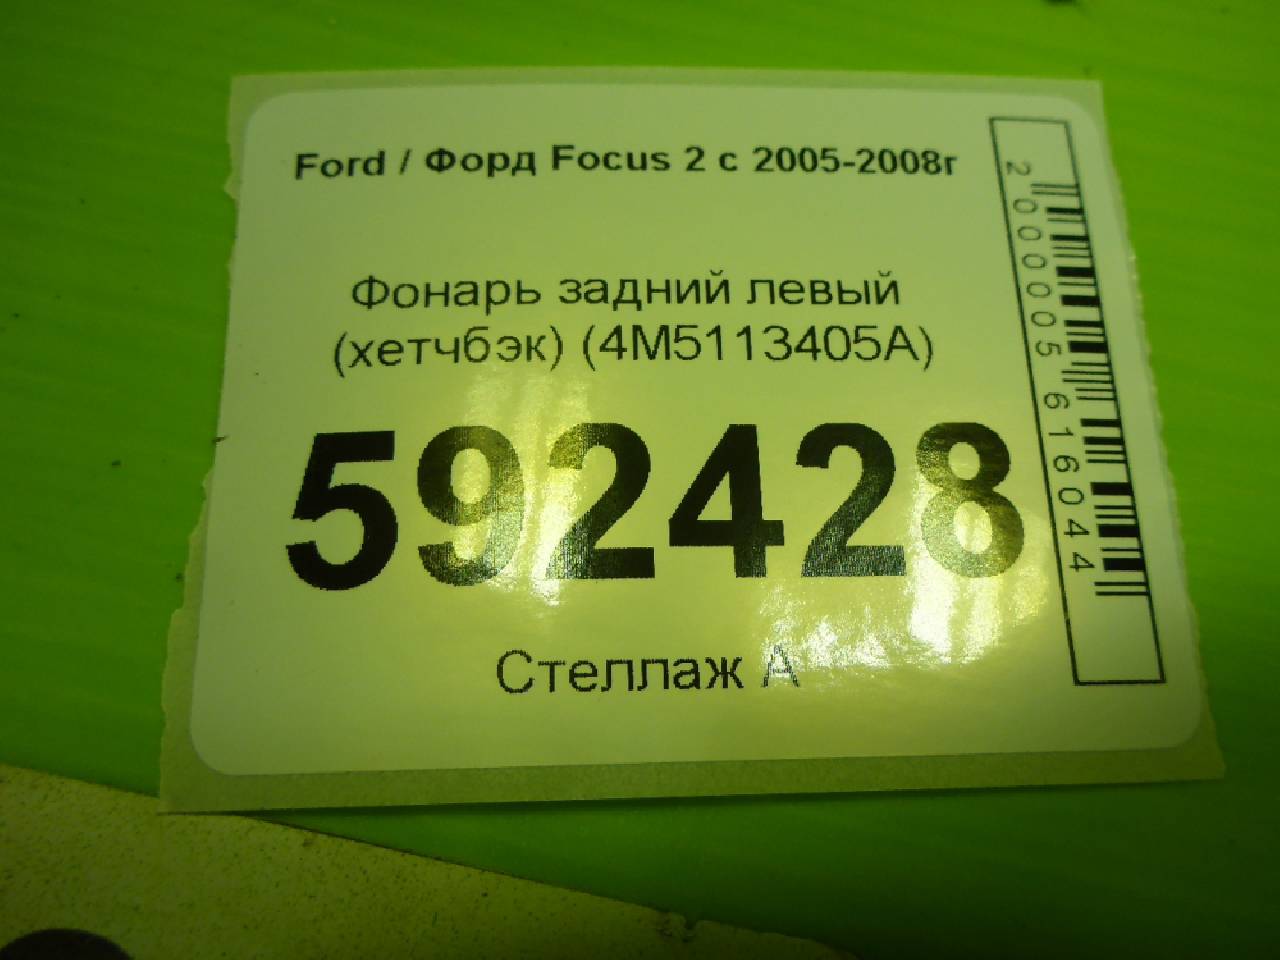 Ford / Форд Focus 2 с 2005-2008г
Фонарь задний левый
(хетчбэк) (4M5113405A)
592428
Стеллаж А
2000005616044